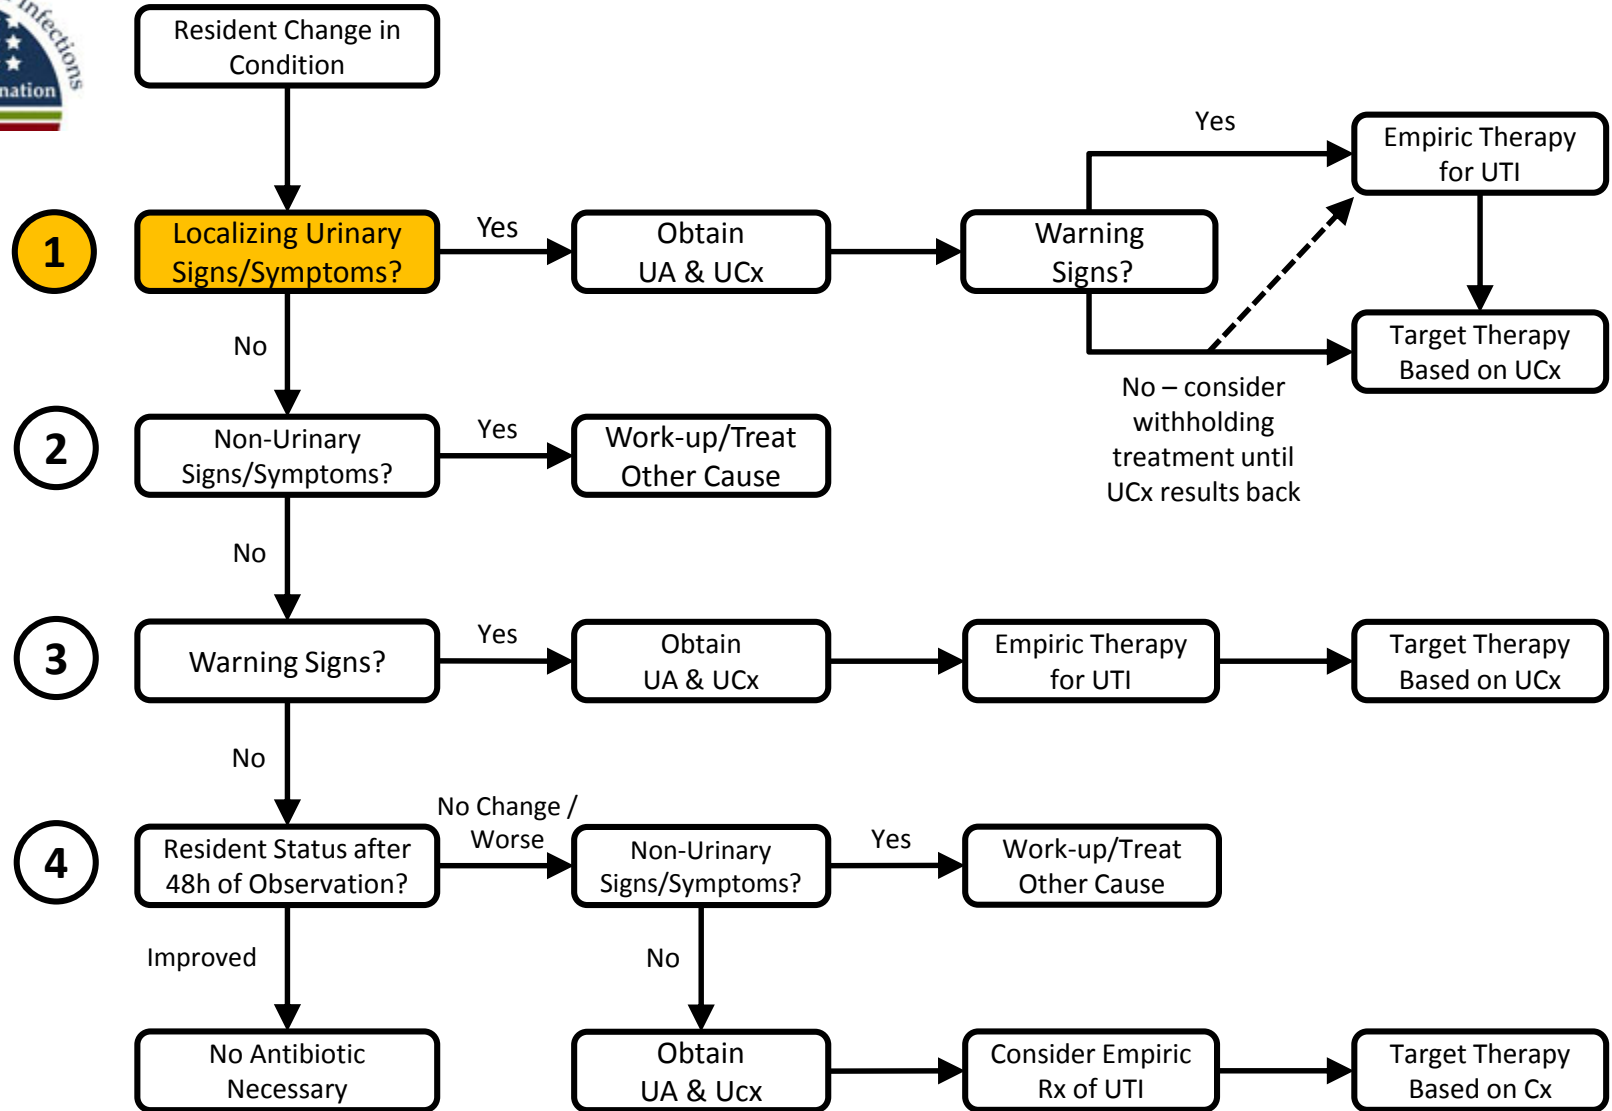 Infections
nation
Resident Change in
Condition
1
Localizing Urinary
Signs/Symptoms?
Yes
Obtain
UA & UCx
Warning
Signs?
Yes
Empiric Therapy
for UTI
Target Therapy
Based on UCx
No – consider
withholding
treatment until
UCx results back
No
2
Non-Urinary
Signs/Symptoms?
Yes
Work-up/Treat
Other Cause
No
3
Warning Signs?
Yes
Obtain
UA & UCx
Empiric Therapy
for UTI
Target Therapy
Based on UCx
No
4
Resident Status after
48h of Observation?
No Change /
Worse
Non-Urinary
Signs/Symptoms?
Yes
Work-up/Treat
Other Cause
Improved
No
No Antibiotic
Necessary
Obtain
UA & Ucx
Consider Empiric
Rx of UTI
Target Therapy
Based on Cx